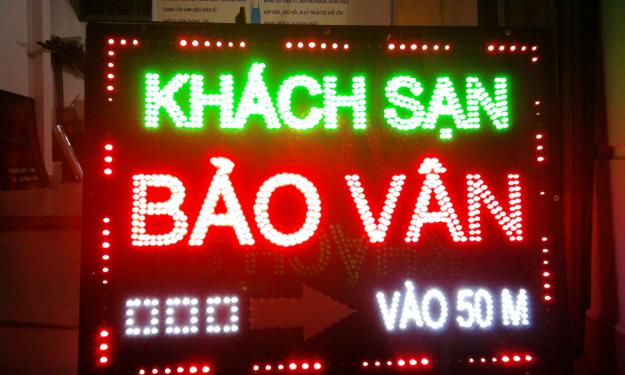 KHÁCH SẠN
BẢO VÂN
VÀO 50 M